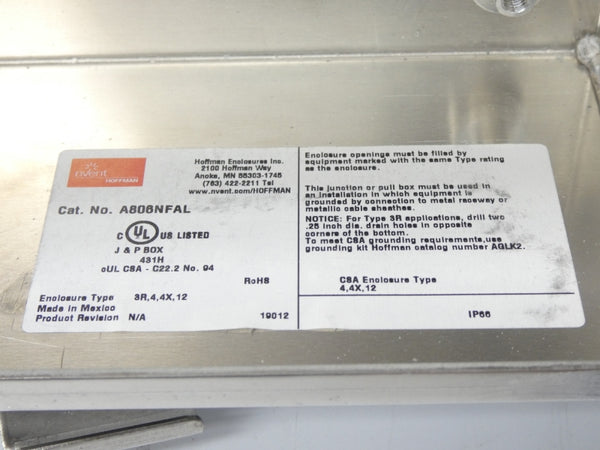 nvent
HOFFMAN
Hoffman Enclosures Inc.
2100 Hoffman Way
Anoka, MN 55303-1745
(763) 422-2211 Tel
www.nvent.com/HOFFMAN
Cat. No. A806NFAL
C UL US LISTED
J & P BOX
431H
cUL CSA - C22.2 No. 94
RoHS
Enclosure Type 3R,4,4X,12
Made in Mexico
Product Revision N/A
19012
Enclosure openings must be filled by
equipment marked with the same Type rating
as the enclosure.
This junction or pull box must be used in
an installation in which equipment is
grounded by connection to metal raceway or
metallic cable sheathes.
NOTICE: For Type 3R applications, drill two
.25 inch dia. drain holes in opposite
corners of the bottom.
To meet CSA grounding requirements,use
grounding kit Hoffman catalog number AGLK2.
CSA Enclosure Type
4,4X,12
IP66